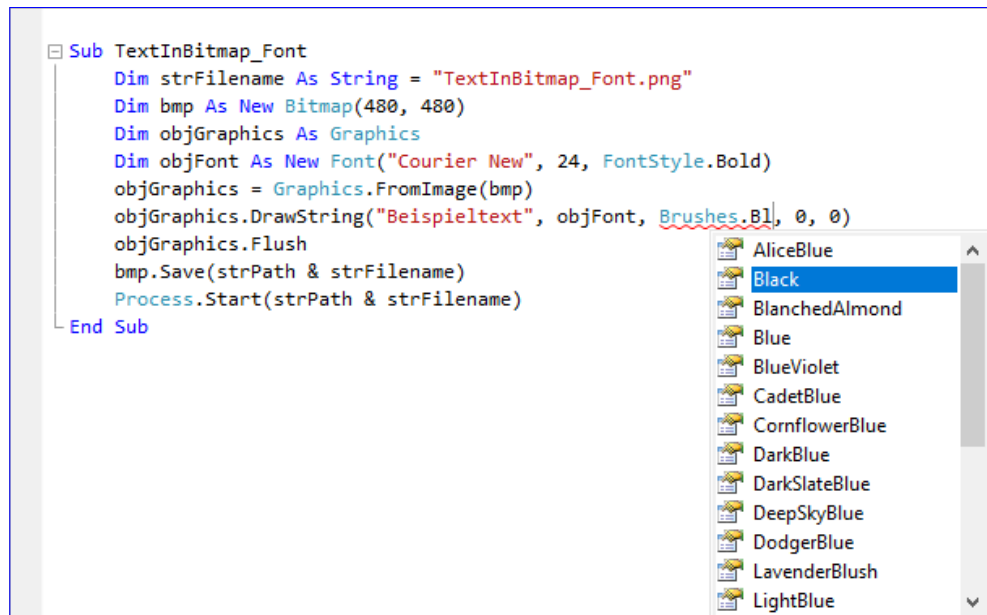 Sub TextInBitmap_Font
Dim strFilename As String = "TextInBitmap_Font.png"
Dim bmp As New Bitmap(480, 480)
Dim objGraphics As Graphics
Dim objFont As New Font("Courier New", 24, FontStyle.Bold)
objGraphics = Graphics.FromImage(bmp)
objGraphics.DrawString("Beispieltext", objFont, Brushes.Bl, 0, 0)
objGraphics.Flush
bmp.Save(strPath & strFilename)
Process.Start(strPath & strFilename)
End Sub
AliceBlue
Black
BlanchedAlmond
Blue
BlueViolet
CadetBlue
CornflowerBlue
DarkBlue
DarkSlateBlue
DeepSkyBlue
DodgerBlue
LavenderBlush
LightBlue